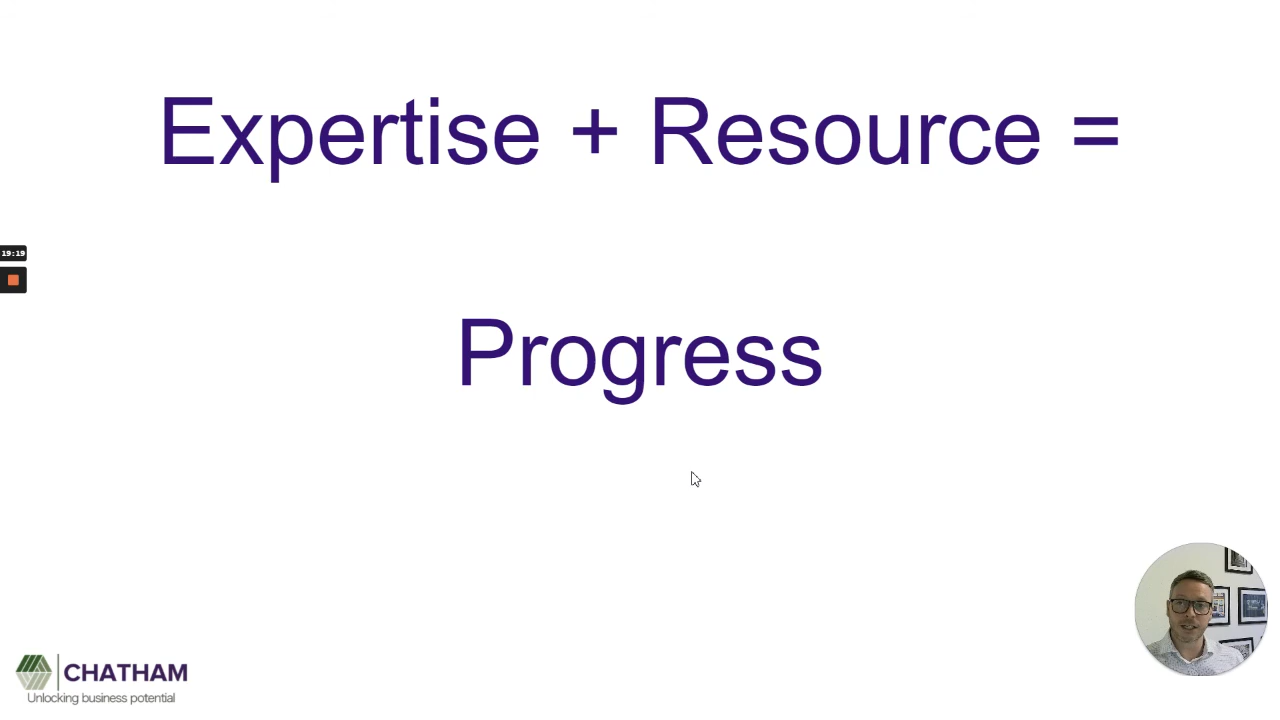 Expertise + Resource =
19:19
Progress
CHATHAM
Unlocking business potential